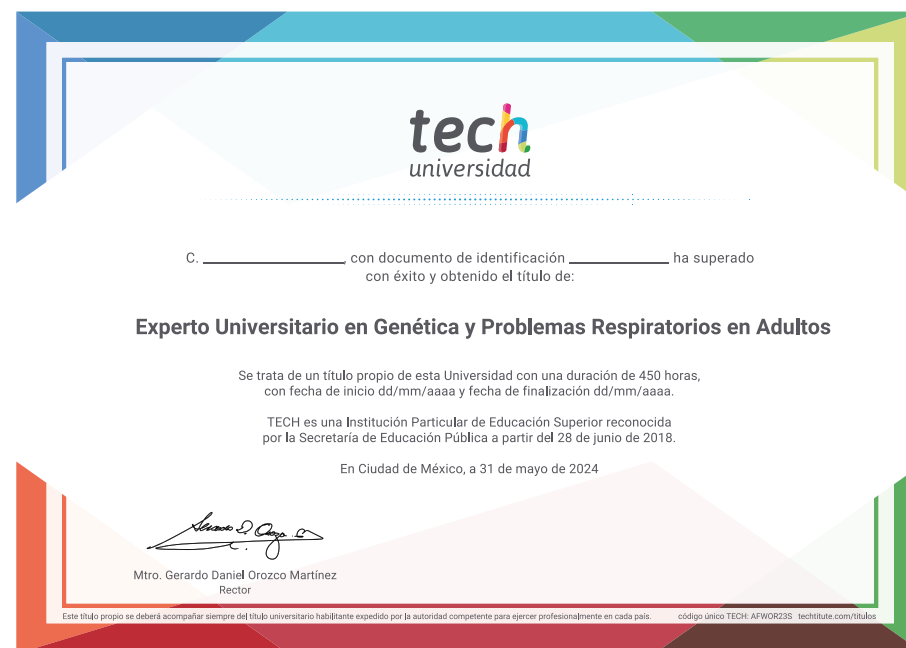 tech
universidad
C. ____________, con documento de identificación _________ ha superado
con éxito y obtenido el título de:
Experto Universitario en Genética y Problemas Respiratorios en Adultos
Se trata de un título propio de esta Universidad con una duración de 450 horas,
con fecha de inicio dd/mm/aaaa y fecha de finalización dd/mm/aaaa.
TECH es una Institución Particular de Educación Superior reconocida
por la Secretaría de Educación Pública a partir del 28 de junio de 2018.
En Ciudad de México, a 31 de mayo de 2024
Mtro. Gerardo Daniel Orozco Martínez
Rector
Este título propio se deberá acompañar siempre del título universitario habilitante expedido por la autoridad competente para ejercer profesionalmente en cada país. código único TECH: AFWOR23S techtitute.com/titulos